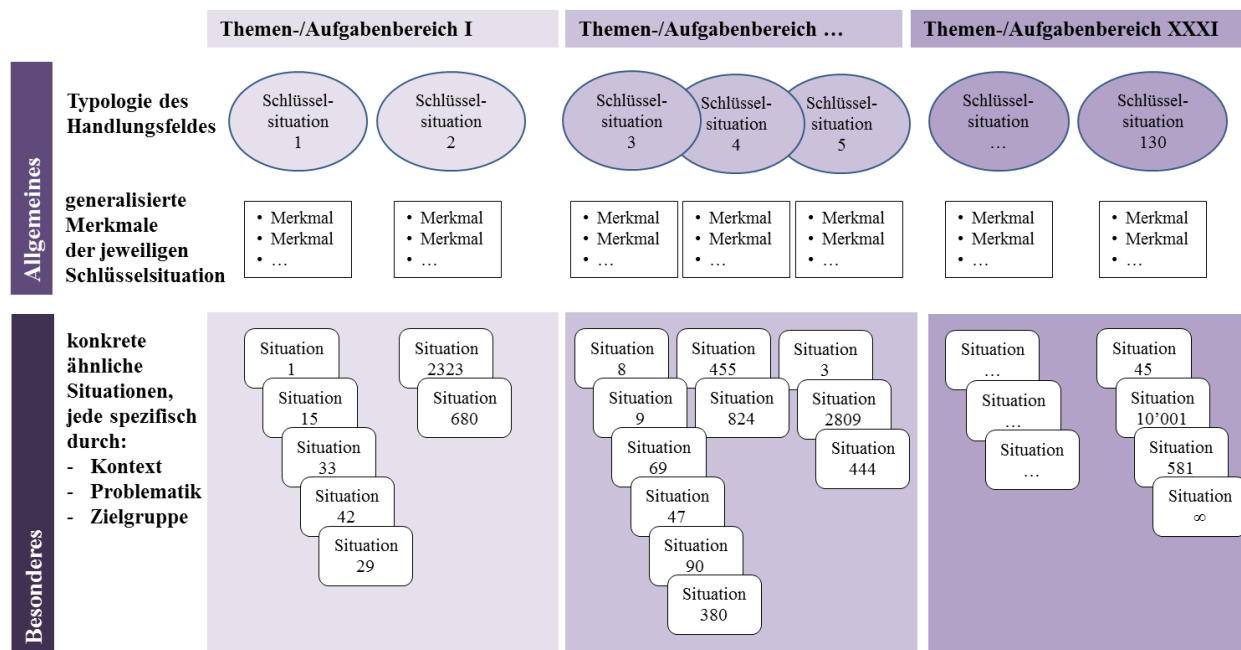 Themen-/Aufgabenbereich I
Themen-/Aufgabenbereich …
Themen-/Aufgabenbereich XXXI
Allgemeines
Typologie des
Handlungsfeldes
Schlüssel-
situation
1
Schlüssel-
situation
2
Schlüssel-
situation
3
Schlüssel-
situation
4
Schlüssel-
situation
5
Schlüssel-
situation
…
Schlüssel-
situation
130
generalisierte
Merkmale
der jeweiligen
Schlüsselsituation
• Merkmal
• Merkmal
• …
• Merkmal
• Merkmal
• …
• Merkmal
• Merkmal
• …
• Merkmal
• Merkmal
• …
• Merkmal
• Merkmal
• …
• Merkmal
• Merkmal
• …
• Merkmal
• Merkmal
• …
Besonderes
konkrete
ähnliche
Situationen,
jede spezifisch
durch:
- Kontext
- Problematik
- Zielgruppe
Situation
1
Situation
15
Situation
33
Situation
42
Situation
29
Situation
2323
Situation
680
Situation
8
Situation
9
Situation
69
Situation
47
Situation
90
Situation
380
Situation
455
Situation
824
Situation
3
Situation
2809
Situation
444
Situation
…
Situation
…
Situation
…
Situation
45
Situation
10’001
Situation
581
Situation
∞